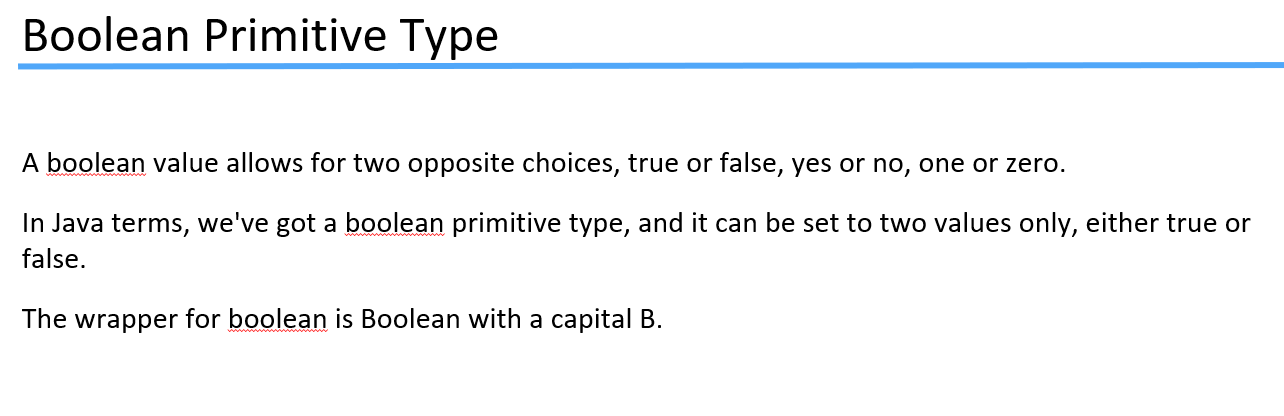 Boolean Primitive Type
A boolean value allows for two opposite choices, true or false, yes or no, one or zero.
In Java terms, we've got a boolean primitive type, and it can be set to two values only, either true or
false.
The wrapper for boolean is Boolean with a capital B.